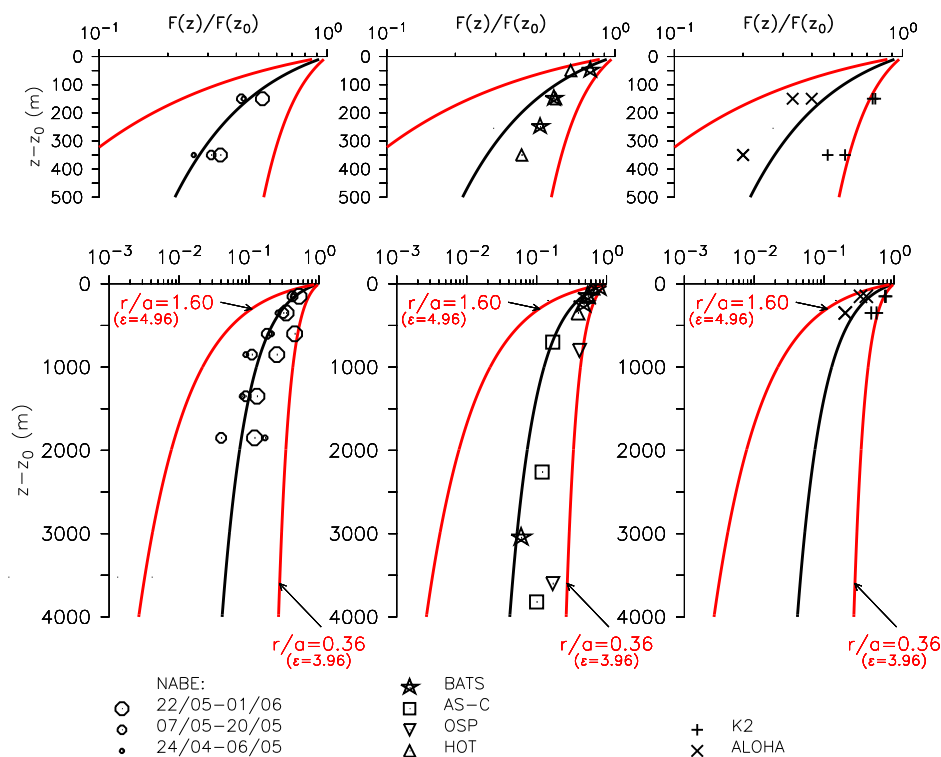 F(z)/F(z0) F(z)/F(z0) F(z)/F(z0)
10^-1 10^0 10^-1 10^0 10^-1 10^0
0 0 0
100 100 100
200 200 200
z-z0 (m)
300 300 300
400 400 400
500 500 500
10^-3 10^-2 10^-1 10^0 10^-3 10^-2 10^-1 10^0 10^-3 10^-2 10^-1 10^0
0 0 0
r/a=1.60 r/a=1.60 r/a=1.60
(ε=4.96) (ε=4.96) (ε=4.96)
1000 1000 1000
2000 2000 2000
z-z0 (m)
3000 3000 3000
4000 4000 4000
r/a=0.36 r/a=0.36 r/a=0.36
(ε=3.96) (ε=3.96) (ε=3.96)
NABE: BATS
22/05-01/06 AS-C
07/05-20/05 OSP K2
24/04-06/05 HOT ALOHA